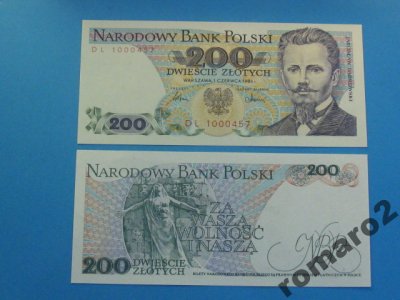 NARODOWY BANK POLSKI
DL 1000457
200
DWIEŚCIE ZŁOTYCH
WARSZAWA, 1 CZERWCA 1986
200
DL 1000457
NARODOWY BANK POLSKI
200
ZA
WASZĄ
WOLNOŚĆ
I NASZĄ
200
DWIEŚCIE
ZŁOTYCH
NBP
romaro2